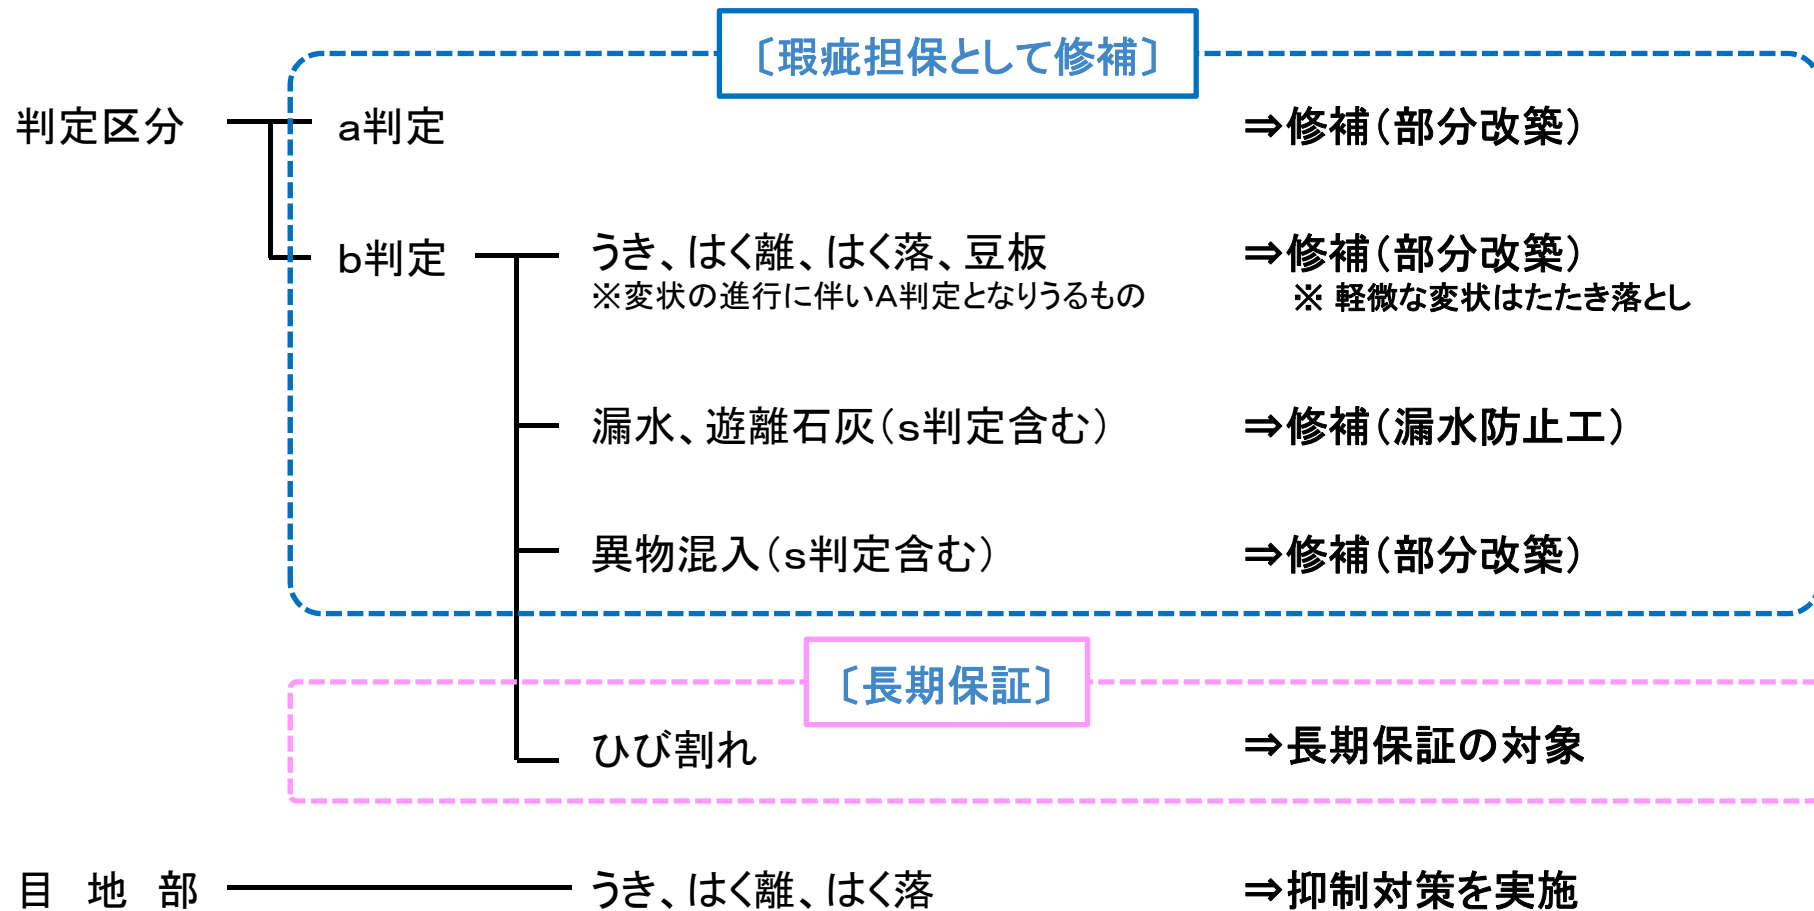 〔瑕疵担保として修補〕
判定区分 a判定 ⇒修補(部分改築)
b判定 うき、はく離、はく落、豆板 ⇒修補(部分改築)
※変状の進行に伴いA判定となりうるもの ※ 軽微な変状はたたき落とし
漏水、遊離石灰(s判定含む) ⇒修補(漏水防止工)
異物混入(s判定含む) ⇒修補(部分改築)
〔長期保証〕
ひび割れ ⇒長期保証の対象
目 地 部 うき、はく離、はく落 ⇒抑制対策を実施